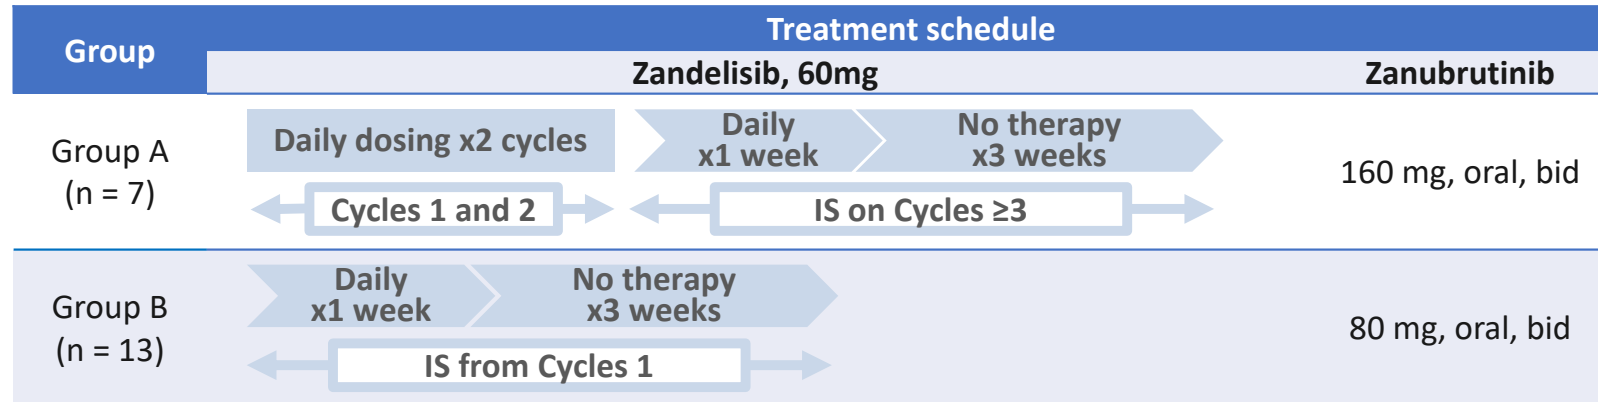 Group
Treatment schedule
Zandelisib, 60mg
Zanubrutinib
Group A
(n = 7)
Daily dosing x2 cycles
Daily
x1 week
No therapy
x3 weeks
Cycles 1 and 2
IS on Cycles ≥3
160 mg, oral, bid
Group B
(n = 13)
Daily
x1 week
No therapy
x3 weeks
IS from Cycles 1
80 mg, oral, bid